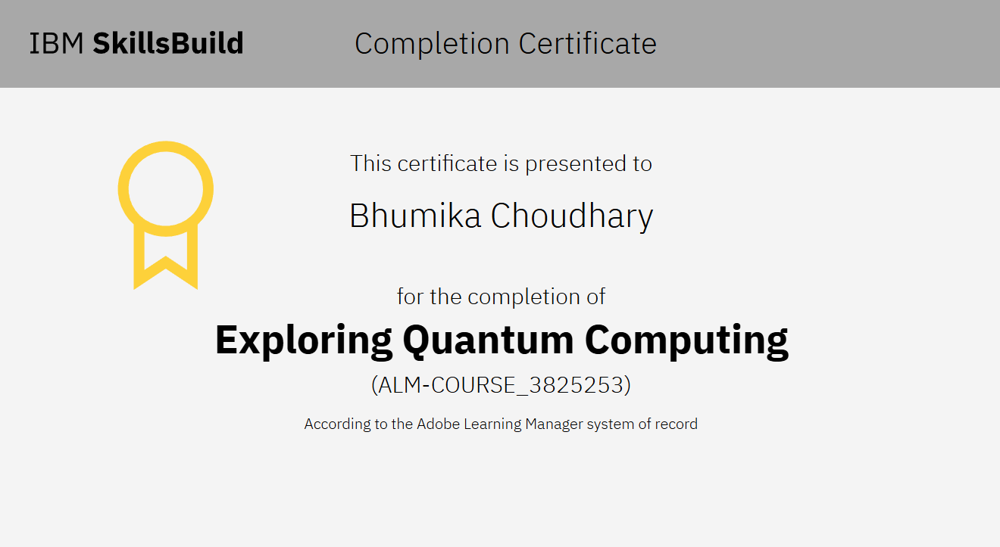 IBM SkillsBuild Completion Certificate
This certificate is presented to
Bhumika Choudhary
for the completion of
Exploring Quantum Computing
(ALM-COURSE_3825253)
According to the Adobe Learning Manager system of record